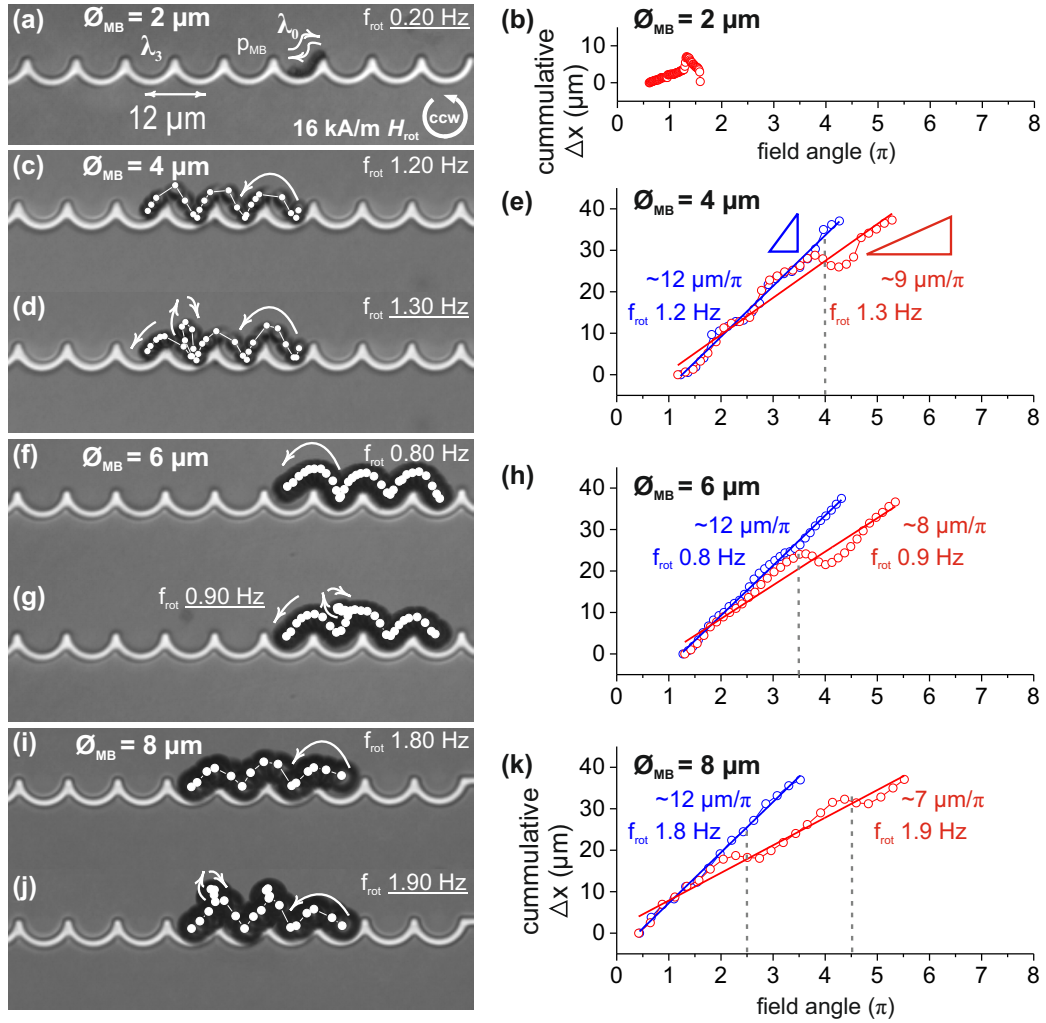 (a) Ø_MB = 2 µm f_rot 0.20 Hz
λ_3 p_MB λ_0
12 µm
16 kA/m H_rot ccw
(b) Ø_MB = 2 µm
cummulative Δx (µm)
10
0
0 1 2 3 4 5 6 7 8
field angle (π)
(c) Ø_MB = 4 µm f_rot 1.20 Hz
(d) f_rot 1.30 Hz
(e) Ø_MB = 4 µm
40
30
20
10
0
~12 µm/π
f_rot 1.2 Hz
~9 µm/π
f_rot 1.3 Hz
0 1 2 3 4 5 6 7 8
(f) Ø_MB = 6 µm f_rot 0.80 Hz
(g) f_rot 0.90 Hz
(h) Ø_MB = 6 µm
40
30
20
10
0
~12 µm/π
f_rot 0.8 Hz
~8 µm/π
f_rot 0.9 Hz
0 1 2 3 4 5 6 7 8
(i) Ø_MB = 8 µm f_rot 1.80 Hz
(j) f_rot 1.90 Hz
(k) Ø_MB = 8 µm
cummulative
Δx (µm)
40
30
20
10
0
~12 µm/π
f_rot 1.8 Hz
~7 µm/π
f_rot 1.9 Hz
0 1 2 3 4 5 6 7 8
field angle (π)